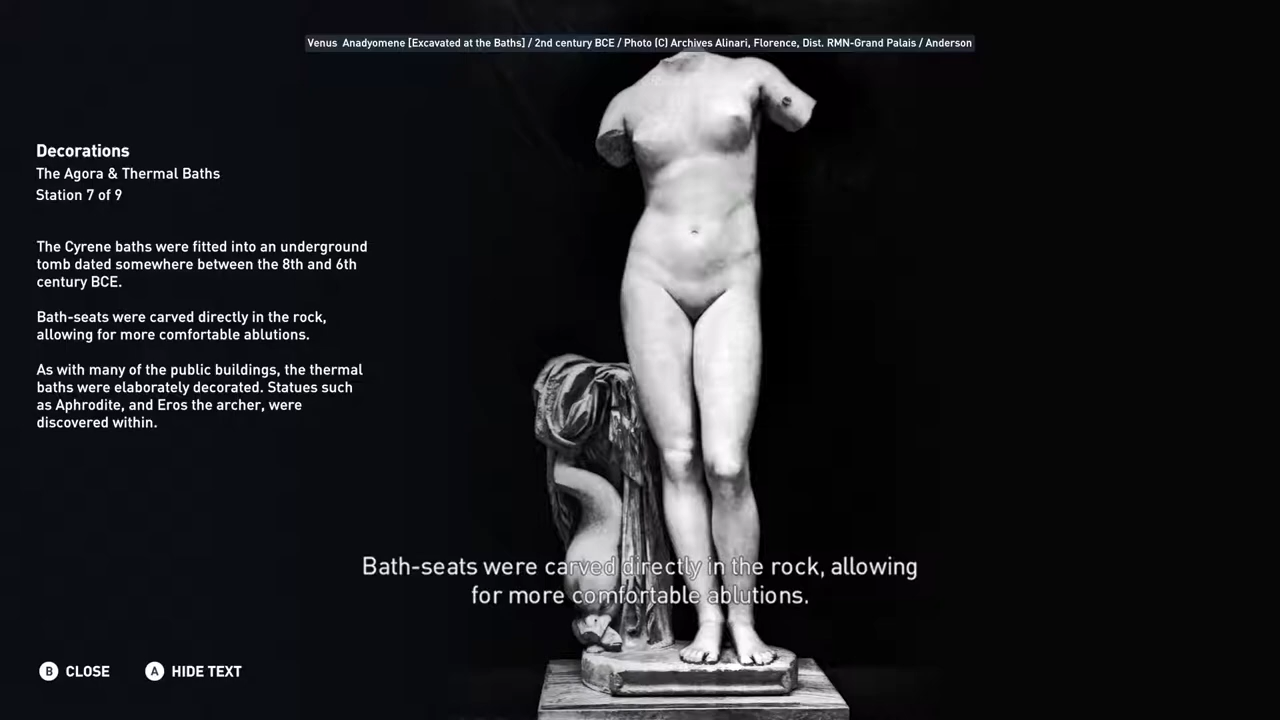 Venus Anadyomene [Excavated at the Baths] / 2nd century BCE / Photo (C) Archives Alinari, Florence, Dist. RMN-Grand Palais / Anderson
Decorations
The Agora & Thermal Baths
Station 7 of 9
The Cyrene baths were fitted into an underground
tomb dated somewhere between the 8th and 6th
century BCE.
Bath-seats were carved directly in the rock,
allowing for more comfortable ablutions.
As with many of the public buildings, the thermal
baths were elaborately decorated. Statues such
as Aphrodite, and Eros the archer, were
discovered within.
Bath-seats were carved directly in the rock, allowing
for more comfortable ablutions.
B CLOSE A HIDE TEXT